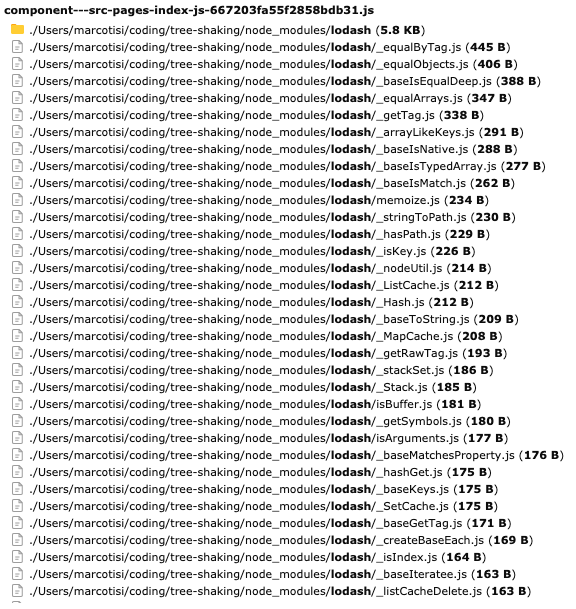 component---src-pages-index-js-667203fa55f2858bdb31.js
./Users/marcotisi/coding/tree-shaking/node_modules/lodash (5.8 KB)
./Users/marcotisi/coding/tree-shaking/node_modules/lodash/_equalByTag.js (445 B)
./Users/marcotisi/coding/tree-shaking/node_modules/lodash/_equalObjects.js (406 B)
./Users/marcotisi/coding/tree-shaking/node_modules/lodash/_baseIsEqualDeep.js (388 B)
./Users/marcotisi/coding/tree-shaking/node_modules/lodash/_equalArrays.js (347 B)
./Users/marcotisi/coding/tree-shaking/node_modules/lodash/_getTag.js (338 B)
./Users/marcotisi/coding/tree-shaking/node_modules/lodash/_arrayLikeKeys.js (291 B)
./Users/marcotisi/coding/tree-shaking/node_modules/lodash/_baseIsNative.js (288 B)
./Users/marcotisi/coding/tree-shaking/node_modules/lodash/_baseIsTypedArray.js (277 B)
./Users/marcotisi/coding/tree-shaking/node_modules/lodash/_baseIsMatch.js (262 B)
./Users/marcotisi/coding/tree-shaking/node_modules/lodash/memoize.js (234 B)
./Users/marcotisi/coding/tree-shaking/node_modules/lodash/_stringToPath.js (230 B)
./Users/marcotisi/coding/tree-shaking/node_modules/lodash/_hasPath.js (229 B)
./Users/marcotisi/coding/tree-shaking/node_modules/lodash/_isKey.js (226 B)
./Users/marcotisi/coding/tree-shaking/node_modules/lodash/_nodeUtil.js (214 B)
./Users/marcotisi/coding/tree-shaking/node_modules/lodash/_ListCache.js (212 B)
./Users/marcotisi/coding/tree-shaking/node_modules/lodash/_Hash.js (212 B)
./Users/marcotisi/coding/tree-shaking/node_modules/lodash/_baseToString.js (209 B)
./Users/marcotisi/coding/tree-shaking/node_modules/lodash/_MapCache.js (208 B)
./Users/marcotisi/coding/tree-shaking/node_modules/lodash/_getRawTag.js (193 B)
./Users/marcotisi/coding/tree-shaking/node_modules/lodash/_stackSet.js (186 B)
./Users/marcotisi/coding/tree-shaking/node_modules/lodash/_Stack.js (185 B)
./Users/marcotisi/coding/tree-shaking/node_modules/lodash/isBuffer.js (181 B)
./Users/marcotisi/coding/tree-shaking/node_modules/lodash/_getSymbols.js (180 B)
./Users/marcotisi/coding/tree-shaking/node_modules/lodash/isArguments.js (177 B)
./Users/marcotisi/coding/tree-shaking/node_modules/lodash/_baseMatchesProperty.js (176 B)
./Users/marcotisi/coding/tree-shaking/node_modules/lodash/_hashGet.js (175 B)
./Users/marcotisi/coding/tree-shaking/node_modules/lodash/_baseKeys.js (175 B)
./Users/marcotisi/coding/tree-shaking/node_modules/lodash/_SetCache.js (175 B)
./Users/marcotisi/coding/tree-shaking/node_modules/lodash/_baseGetTag.js (171 B)
./Users/marcotisi/coding/tree-shaking/node_modules/lodash/_createBaseEach.js (169 B)
./Users/marcotisi/coding/tree-shaking/node_modules/lodash/_isIndex.js (164 B)
./Users/marcotisi/coding/tree-shaking/node_modules/lodash/_baseIteratee.js (163 B)
./Users/marcotisi/coding/tree-shaking/node_modules/lodash/_listCacheDelete.js (163 B)